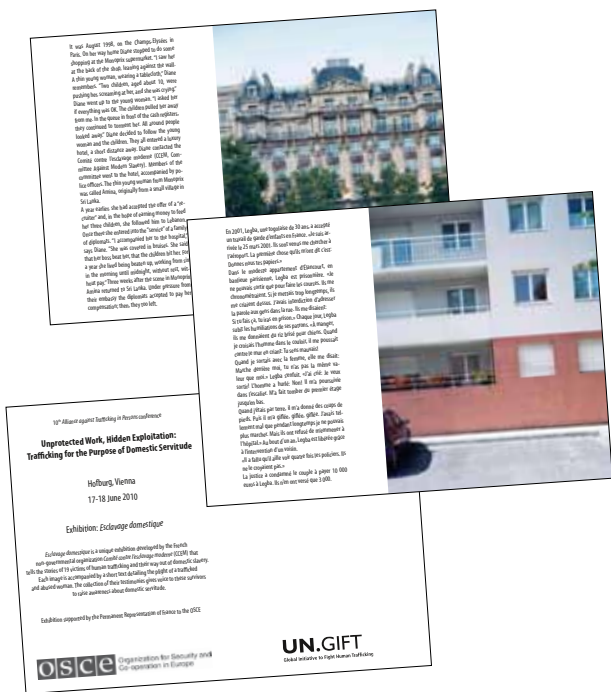 It was August 1998, on the Champs Elysées in
Paris. On her way home Diane stopped to do some
shopping at the Monoprix supermarket. "I saw her
at the back of the shop, leaning against the wall.
A thin young woman, wearing a tablecloth," Diane
remembers. "Two children, aged about 10, were
pushing her, screaming at her, and she was crying."
Diane went up to the young woman. "I asked her
if everything was OK. The children pulled her away
from me. In the queue in front of the cash registers,
they continued to torment her. All around people
looked away." Diane decided to follow the young
woman and the children. They all entered a luxury
hotel, a short distance away. Diane contacted the
Comité contre l'esclavage moderne (CCEM, Com-
mittee Against Modern Slavery). Members of the
committee went to the hotel, accompanied by po-
lice officers. The thin young woman from Monoprix
was called Amina, originally from a small village in
Sri Lanka.
A year earlier, she had accepted the offer of a "re-
cruiter" and, in the hope of earning money to feed
her three children, she followed him to Lebanon.
Once there she entered into the "service" of a family
of diplomats. "I accompanied her to the hospital,"
says Diane. "She was covered in bruises. She said
that her boss beat her, that the children bit her. For
a year she lived being beaten up, working from
in the morning until midnight, without rest, with
hout pay." Three weeks after the scene in Monoprix
Amina returned to Sri Lanka. Under pressure from
their embassy the diplomats accepted to pay her
compensation; then, they too left.
En 2001, Legba, une togolaise de 30 ans, a accepté
un travail de garde d'enfants en France. «Je suis ar-
rivée le 25 mars 2001. Ils sont venus me chercher à
l'aéroport. La première chose qu'ils m'ont dit c'est:
Donnes nous tes papiers.»
Dans le modeste appartement d'Elancourt, en
banlieue parisienne, Legba est prisonnière. «Je
ne pouvais sortir que pour faire les courses. Ils me
chronométraient. Si je mettais trop longtemps, ils
me criaient dessus. J'avais interdiction d'adresser
la parole aux gens dans la rue. Ils me disaient:
Si tu fais ça, tu iras en prison.» Chaque jour, Legba
subit les humiliations de ses patrons. «A manger,
ils me donnaient du riz brisé pour chiens. Quand
je croisais l'homme dans le couloir, il me poussait
contre le mur en criant: Tu sens mauvais!
Quand je sortais avec la femme, elle me disait:
Marche derrière moi, tu n'as pas la même va-
leur que moi.» Legba conclut. «J'ai crié: Je veux
sortir! L'homme a hurlé: Non! Il m'a poursuivie
dans l'escalier. M'a fait tomber du premier étage
jusqu'en bas.
Quand j'étais par terre, il m'a donné des coups de
pieds. Puis il m'a giflée, giflée, giflée. J'avais tel-
lement mal que pendant longtemps je ne pouvais
plus marcher. Mais ils ont refusé de m'emmener à
l'hôpital.» Au bout d'un an, Legba est libérée grâce
à l'intervention d'un voisin.
«Il a fallu qu'il aille voir quatre fois les policiers. Ils
ne le croyaient pas.»
La justice a condamné le couple à payer 10 000
euros à Legba. Ils n'en ont versé que 3 000.
10th Alliance against Trafficking in Persons conference
Unprotected Work, Hidden Exploitation:
Trafficking for the Purpose of Domestic Servitude
Hofburg, Vienna
17-18 June 2010
Exhibition: Esclavage domestique
Esclavage domestique is a unique exhibition developed by the French
non-governmental organization Comité contre l'esclavage moderne (CCEM) that
tells the stories of 19 victims of human trafficking and their way out of domestic slavery.
Each image is accompanied by a short text detailing the plight of a trafficked
and abused woman. The collection of their testimonies gives voice to these survivors
to raise awareness about domestic servitude.
Exhibition supported by the Permanent Representation of France to the OSCE
OSCE Organization for Security and
Co-operation in Europe
UN.GIFT
Global Initiative to Fight Human Trafficking